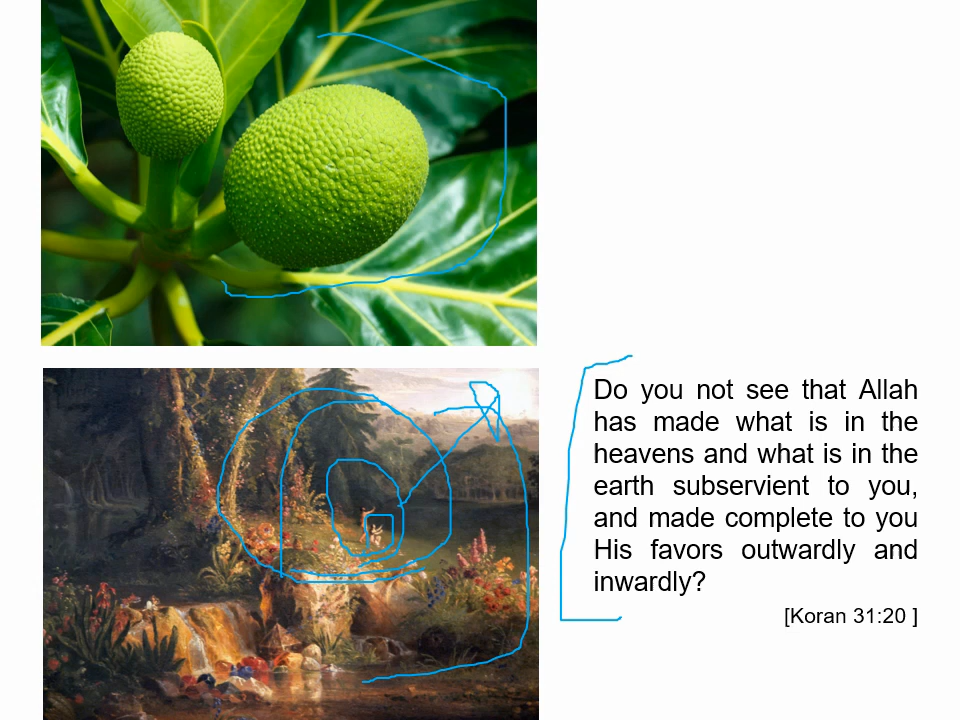 Do you not see that Allah
has made what is in the
heavens and what is in the
earth subservient to you,
and made complete to you
His favors outwardly and
inwardly?
[Koran 31:20 ]